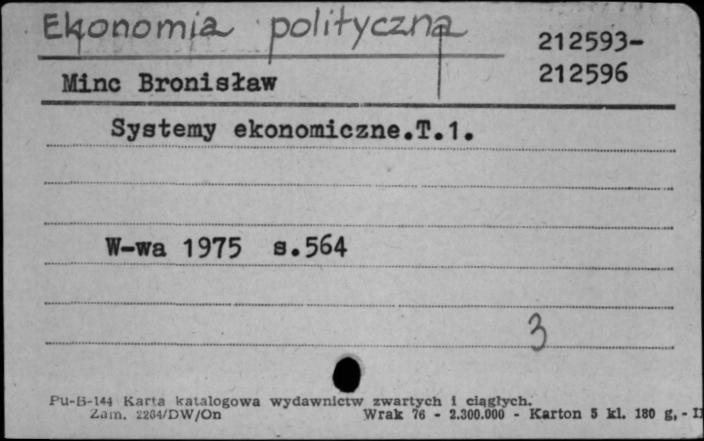 Ekonomia polityczna
212593-
Minc Bronisław
212596
Systemy ekonomiczne.T.1.
W-wa 1975 s.564
3
Pu-B-144 Karta katalogowa wydawnictw zwartych i ciągłych.
Zam. 2264/DW/On Wrak 76 - 2.300.000 - Karton 5 kl. 180 g, - II